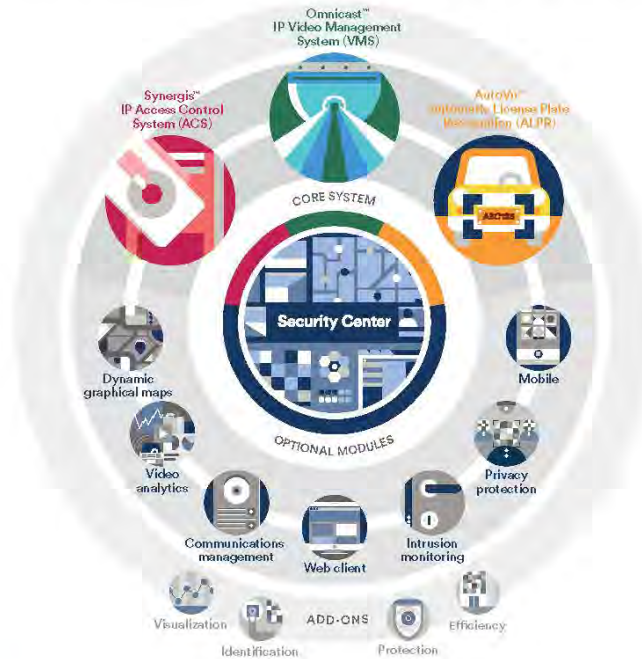 Omnicast™
IP Video Management
System (VMS)
Synergis™
IP Access Control
System (ACS)
AutoVu™
Automatic License Plate
Recognition (ALPR)
CORE SYSTEM
Security Center
Dynamic
graphical maps
Mobile
Video
analytics
OPTIONAL MODULES
Privacy
protection
Communications
management
Web client
Intrusion
monitoring
Visualization
Identification
ADD-ONS
Protection
Efficiency